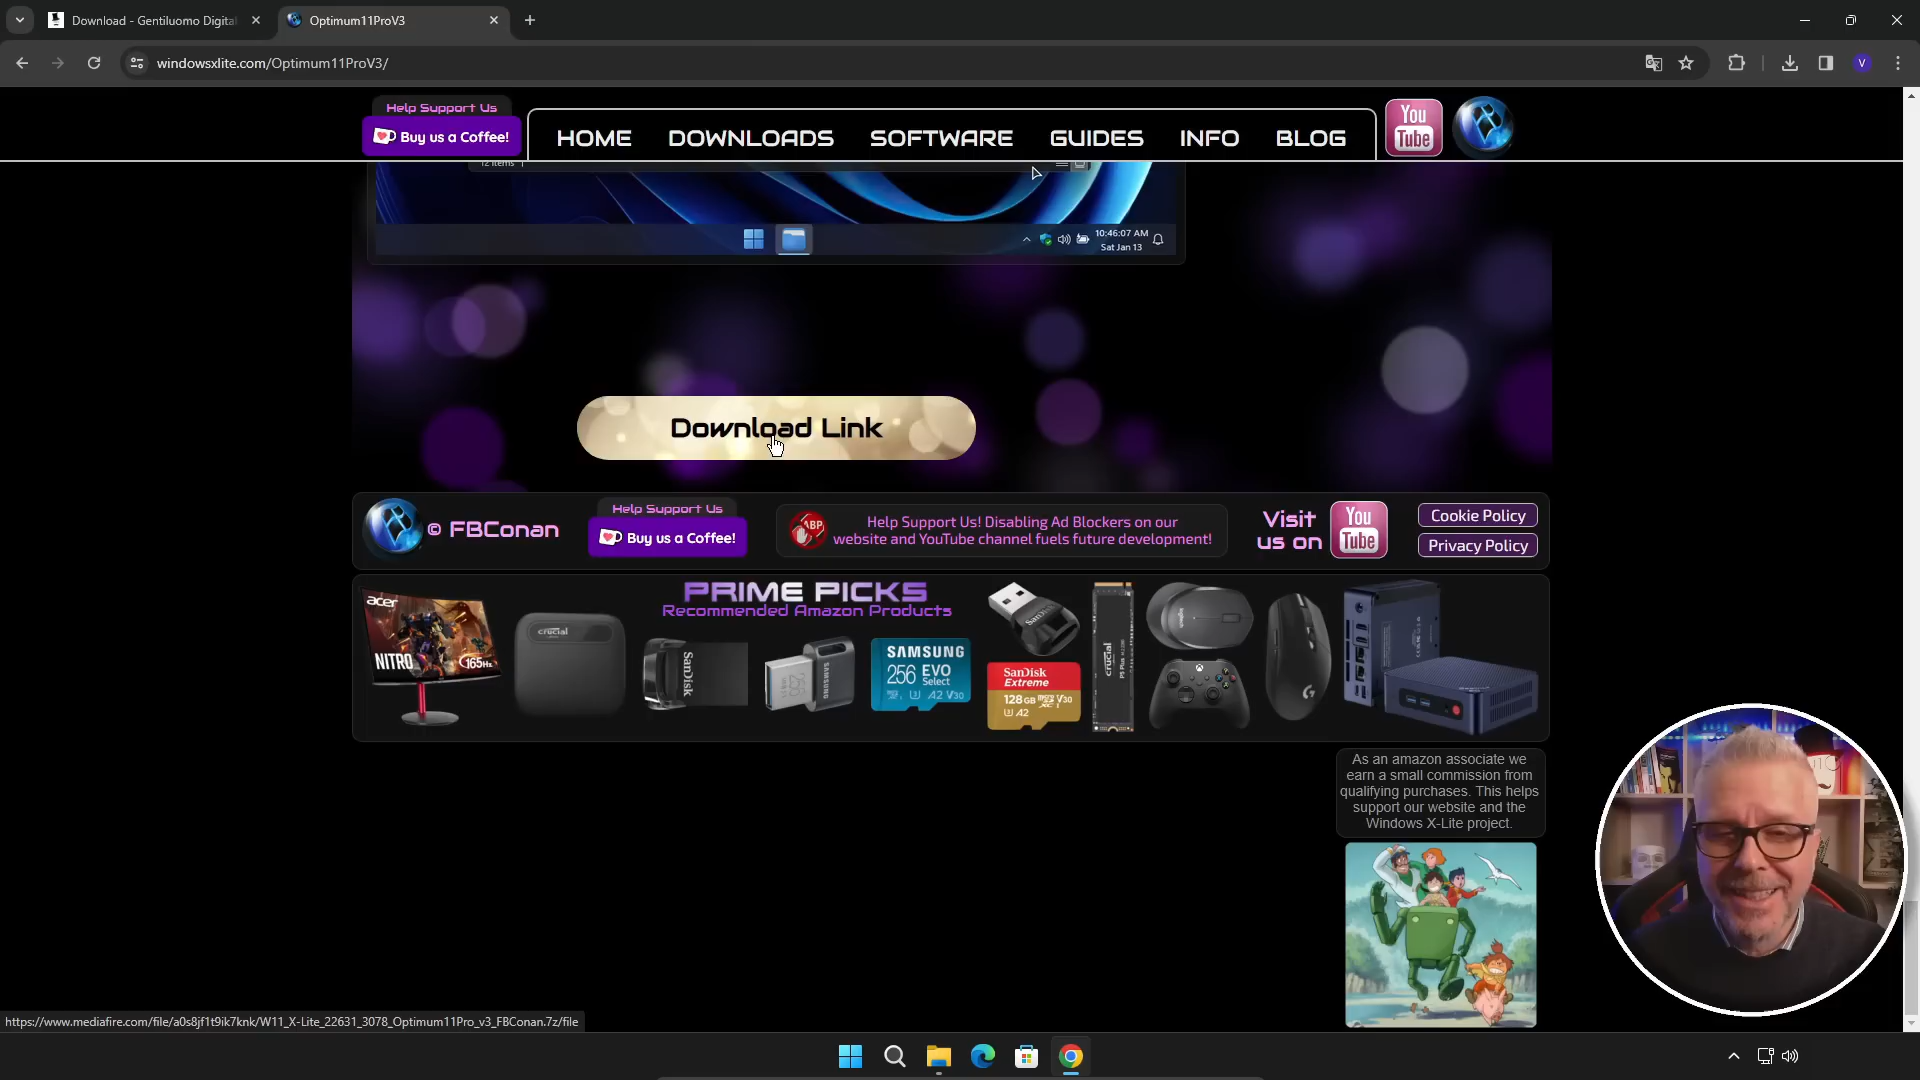 Download - Gentiluomo Digital
Optimum11ProV3
windowsxlite.com/Optimum11ProV3/
V
Help Support Us
Buy us a Coffee!
HOME
DOWNLOADS
SOFTWARE
GUIDES
INFO
BLOG
You
Tube
12 items
10:46:07 AM
Sat Jan 13
Download Link
© FBConan
Help Support Us
Buy us a Coffee!
ABP
Help Support Us! Disabling Ad Blockers on our
website and YouTube channel fuels future development!
Visit
us on
You
Tube
Cookie Policy
Privacy Policy
PRIME PICKS
Recommended Amazon Products
acer
NITRO
165Hz
crucial
SanDisk
SAMSUNG
SAMSUNG
256 EVO
Select
A2 V30
SanDisk
SanDisk
Extreme
128GB
V30
A2
crucial
logitech
G
As an amazon associate we
earn a small commission from
qualifying purchases. This helps
support our website and the
Windows X-Lite project.
https://www.mediafire.com/file/a0s8jf1t9ik7knk/W11_X-Lite_22631_3078_Optimum11Pro_v3_FBConan.7z/file